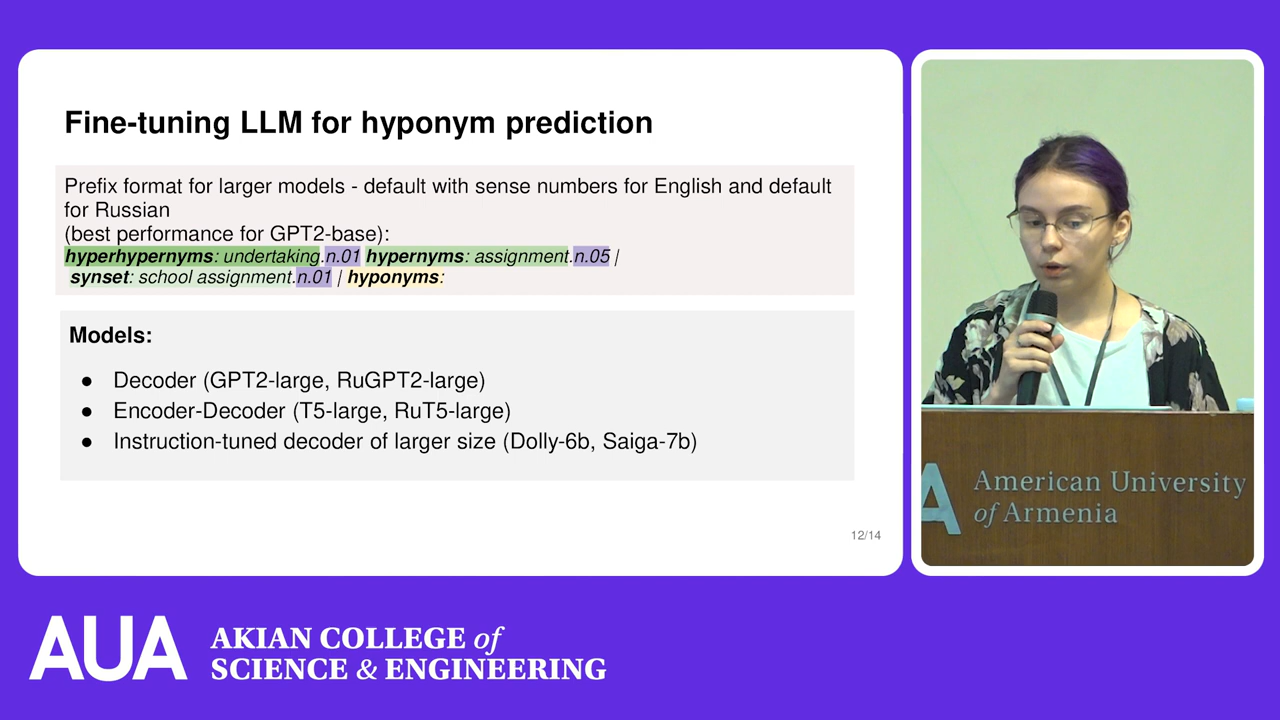 Fine-tuning LLM for hyponym prediction
Prefix format for larger models - default with sense numbers for English and default
for Russian
(best performance for GPT2-base):
hyperhypernyms: undertaking.n.01 hypernyms: assignment.n.05 |
synset: school assignment.n.01 | hyponyms:
Models:
● Decoder (GPT2-large, RuGPT2-large)
● Encoder-Decoder (T5-large, RuT5-large)
● Instruction-tuned decoder of larger size (Dolly-6b, Saiga-7b)
12/14
A American University
of Armenia
AUA AKIAN COLLEGE of
SCIENCE & ENGINEERING